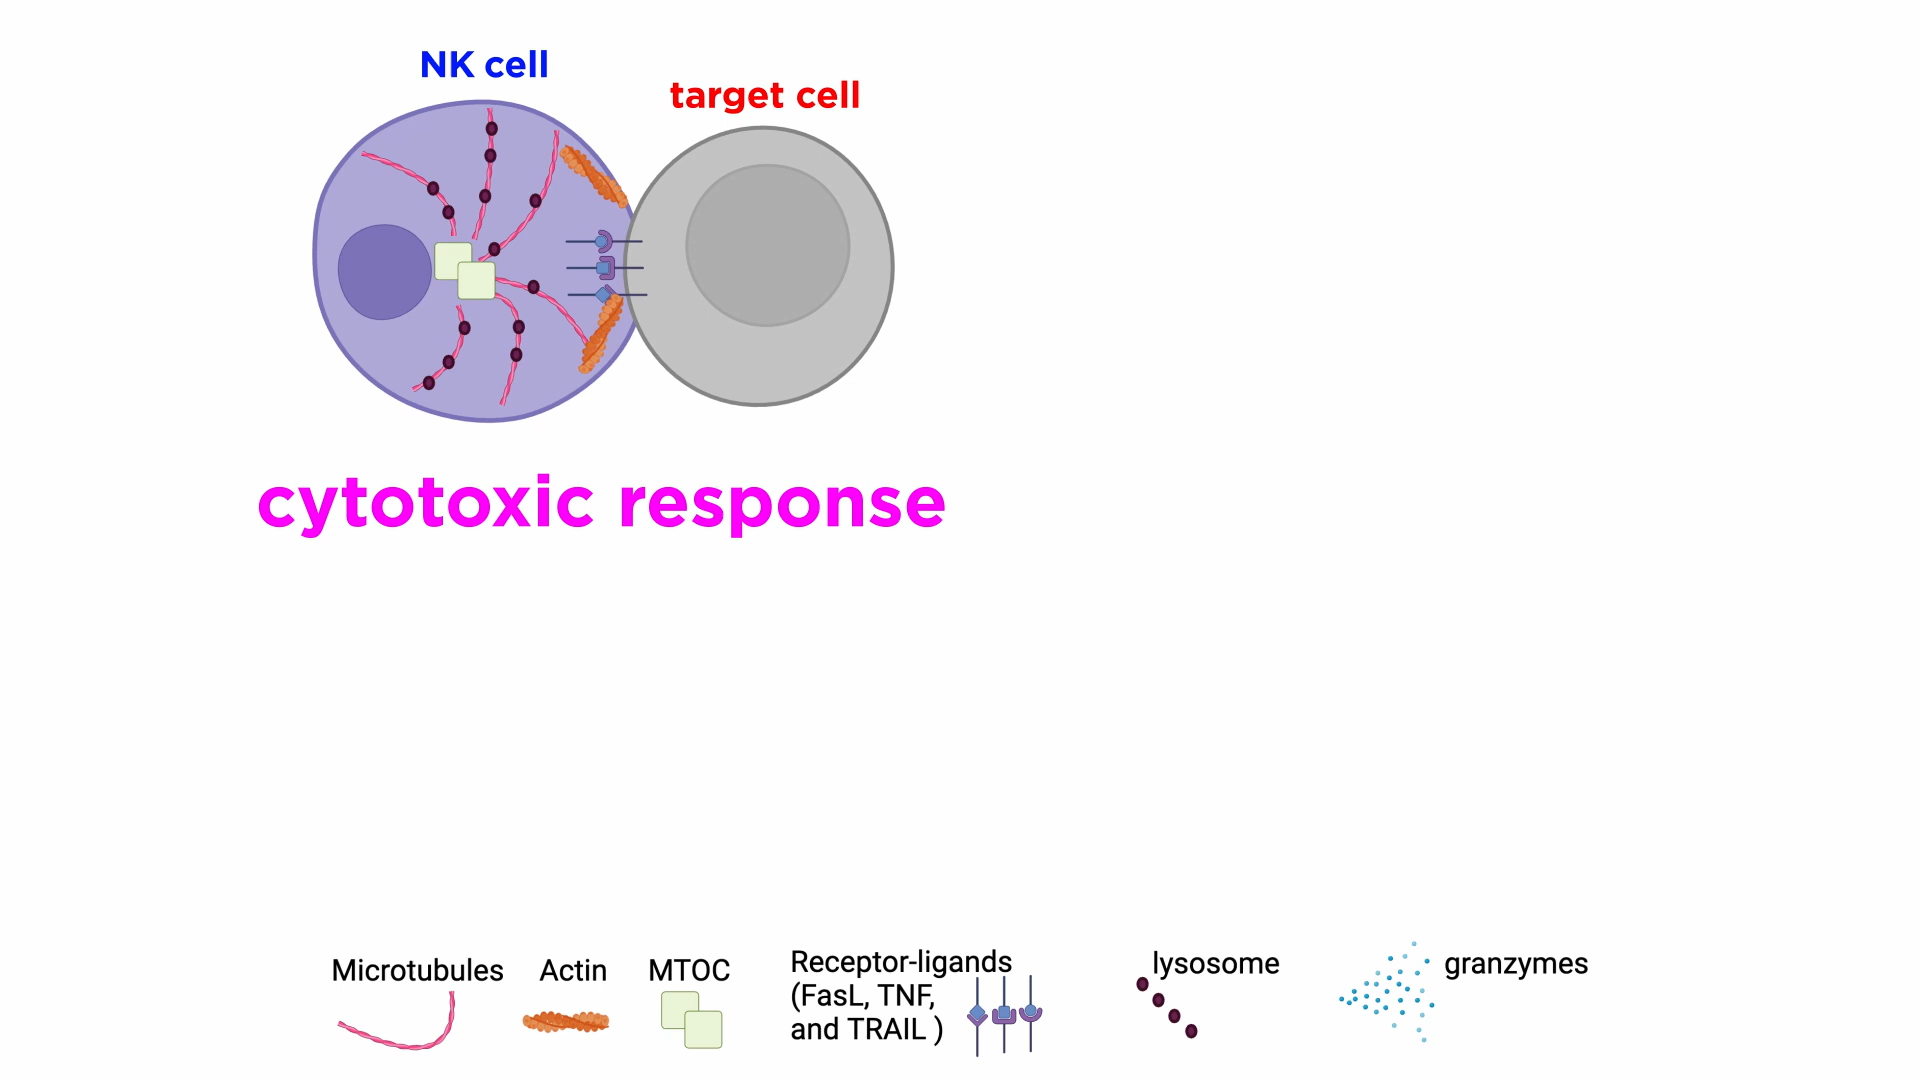 NK cell
target cell
cytotoxic response
Microtubules
Actin
MTOC
Receptor-ligands
(FasL, TNF,
and TRAIL )
lysosome
granzymes